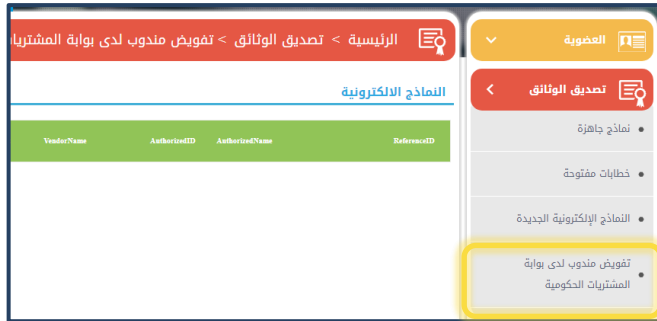 العضوية
الرئيسية > تصديق الوثائق > تفويض مندوب لدى بوابة المشتريا
تصديق الوثائق
النماذج الالكترونية
ReferenceID AuthorizedName AuthorizedID VendorName
نماذج جاهزة
خطابات مفتوحة
النماذج الإلكترونية الجديدة
تفويض مندوب لدى بوابة
المشتريات الحكومية